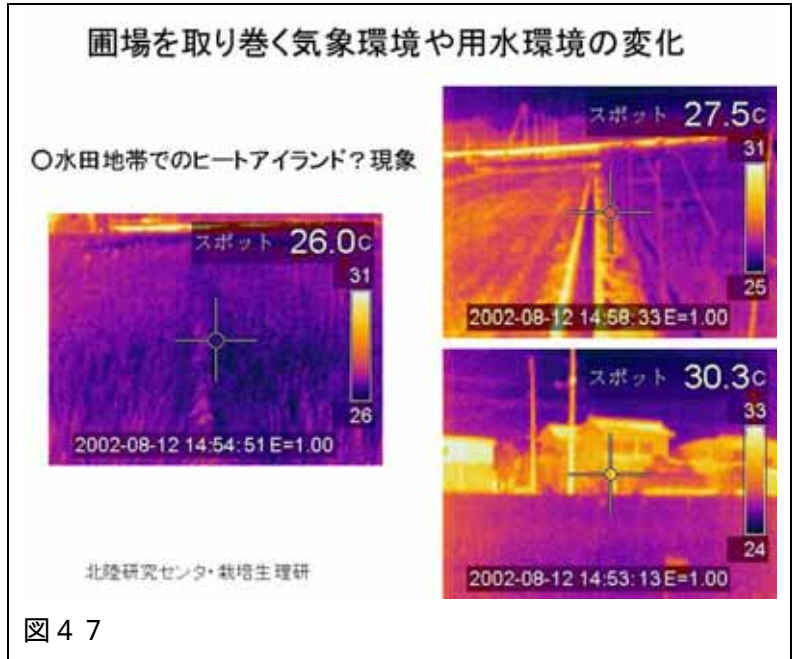 圃場を取り巻く気象環境や用水環境の変化
○水田地帯でのヒートアイランド？現象
スポット 26.0C
31
26
2002-08-12 14:54:51 E=1.00
スポット 27.5C
31
25
2002-08-12 14:58:33 E=1.00
スポット 30.3C
33
24
2002-08-12 14:53:13 E=1.00
北陸研究センタ・栽培生理研
図４７